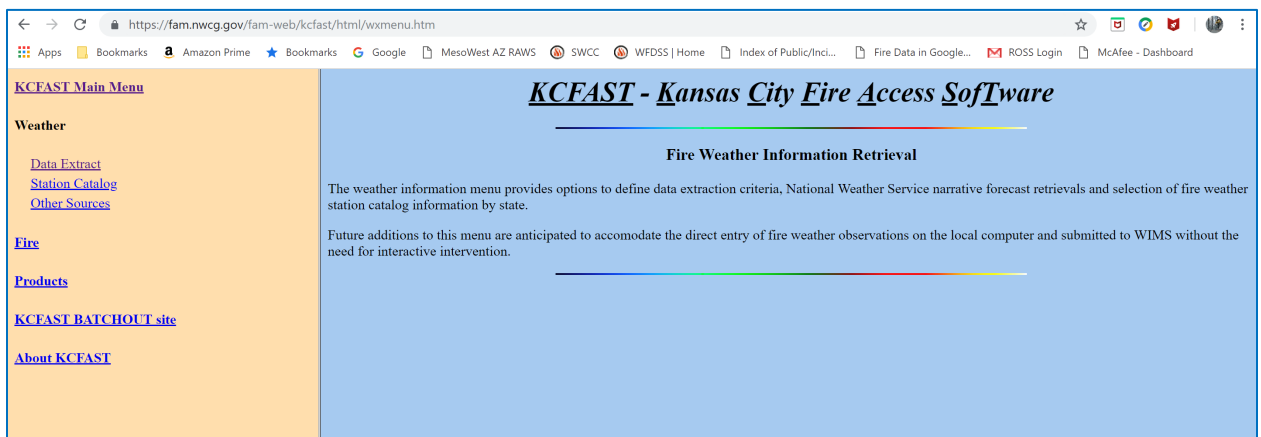 https://fam.nwcg.gov/fam-web/kcfast/html/wxmenu.htm
Apps Bookmarks Amazon Prime Bookmarks Google MesoWest AZ RAWS SWCC WFDSS | Home Index of Public/Inci... Fire Data in Google... ROSS Login McAfee - Dashboard
KCFAST Main Menu
Weather
Data Extract
Station Catalog
Other Sources
Fire
Products
KCFAST BATCHOUT site
About KCFAST
KCFAST - Kansas City Fire Access SofTware
Fire Weather Information Retrieval
The weather information menu provides options to define data extraction criteria, National Weather Service narrative forecast retrievals and selection of fire weather
station catalog information by state.
Future additions to this menu are anticipated to accomodate the direct entry of fire weather observations on the local computer and submitted to WIMS without the
need for interactive intervention.